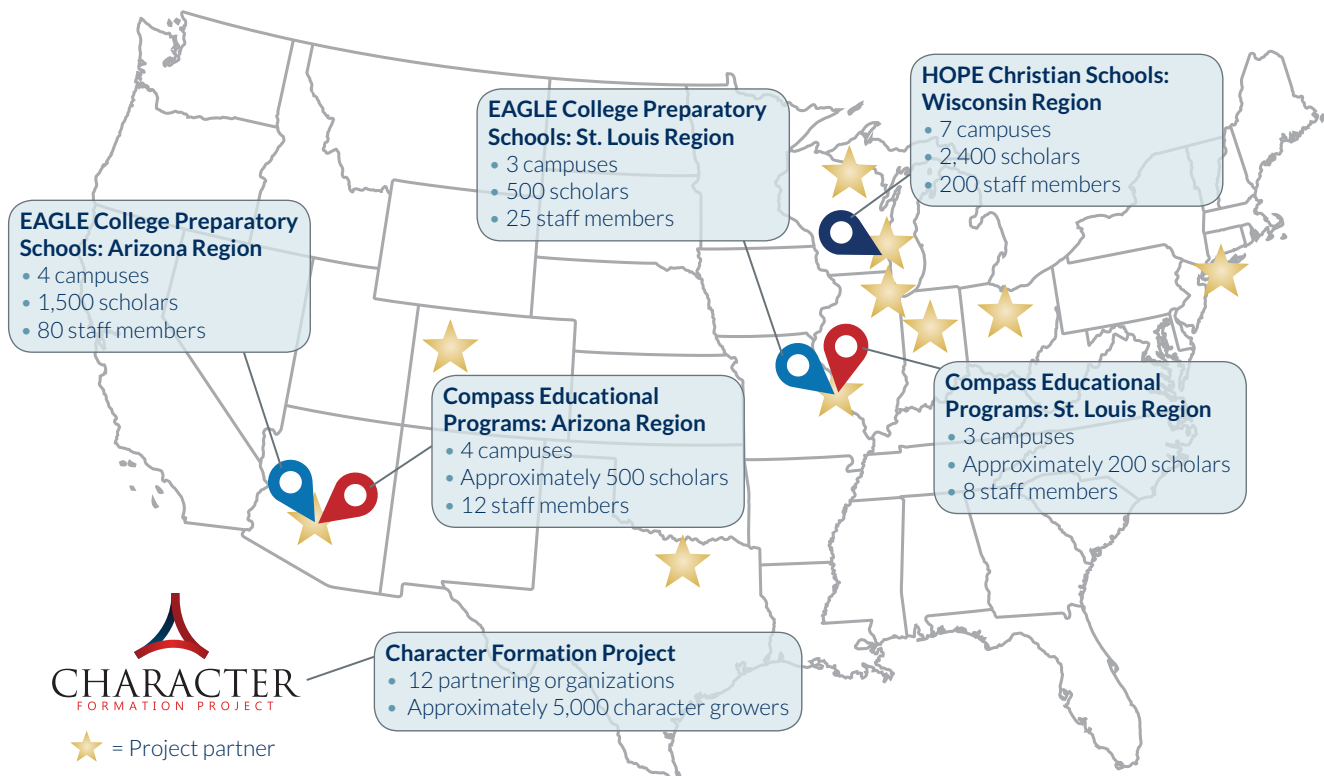 HOPE Christian Schools:
Wisconsin Region
• 7 campuses
• 2,400 scholars
• 200 staff members
EAGLE College Preparatory
Schools: St. Louis Region
• 3 campuses
• 500 scholars
• 25 staff members
EAGLE College Preparatory
Schools: Arizona Region
• 4 campuses
• 1,500 scholars
• 80 staff members
Compass Educational
Programs: Arizona Region
• 4 campuses
• Approximately 500 scholars
• 12 staff members
Compass Educational
Programs: St. Louis Region
• 3 campuses
• Approximately 200 scholars
• 8 staff members
Character Formation Project
• 12 partnering organizations
• Approximately 5,000 character growers
CHARACTER
FORMATION PROJECT
= Project partner